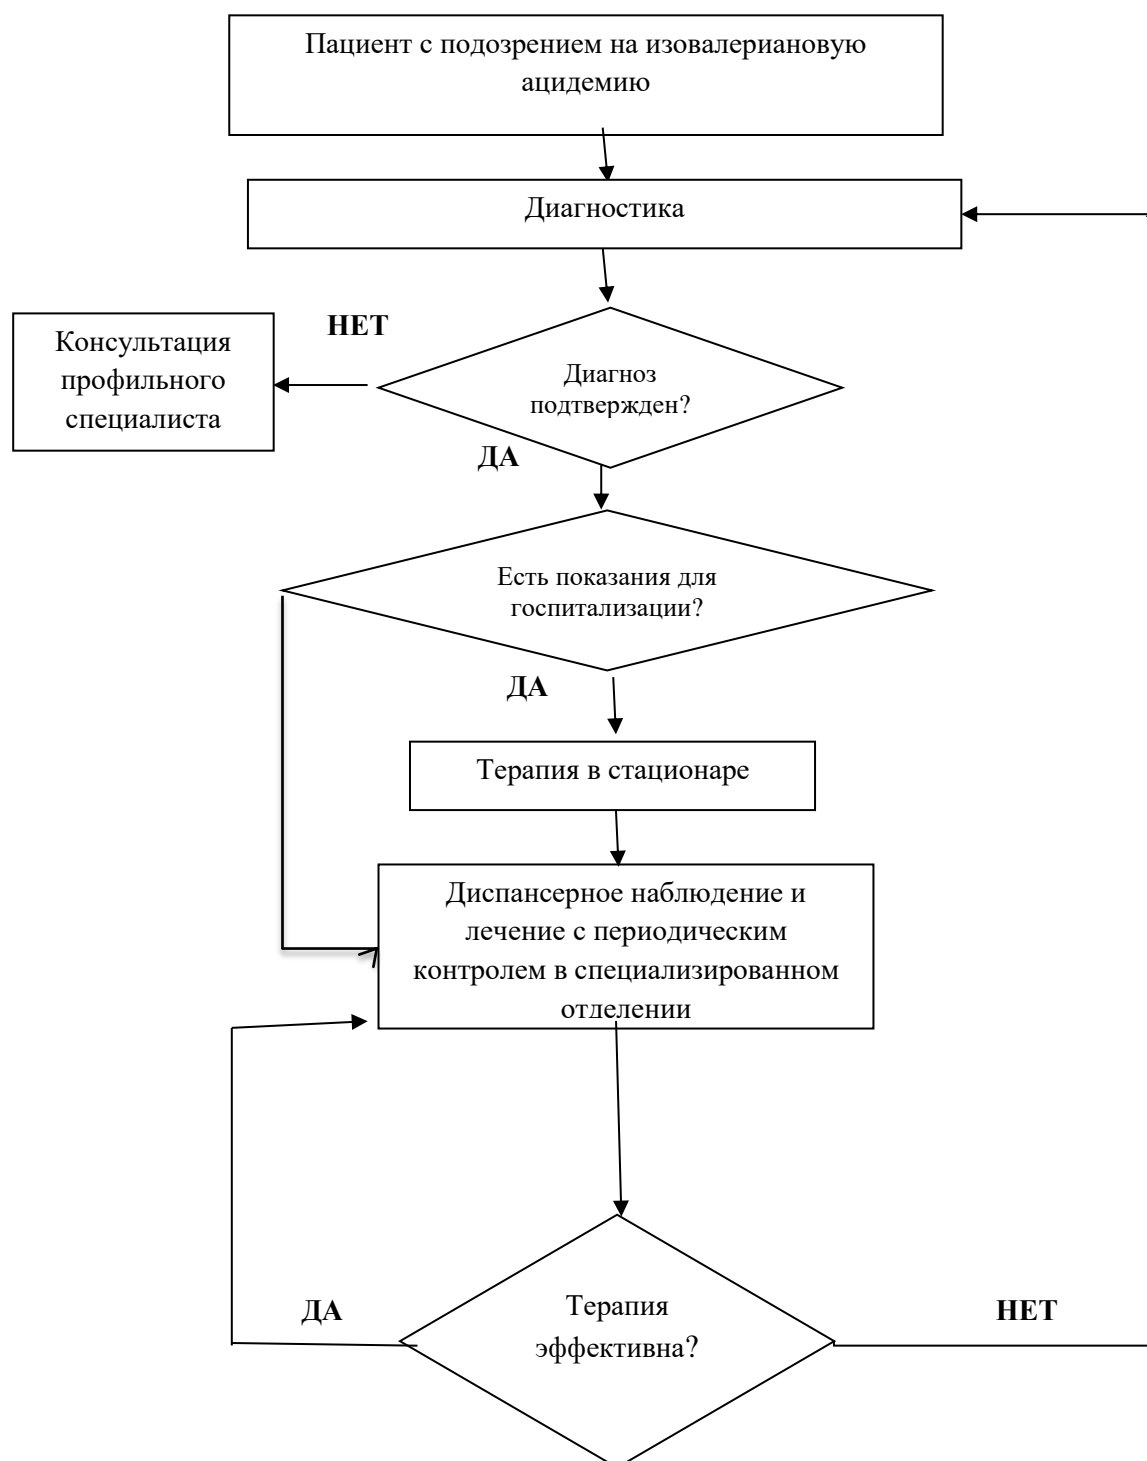 Пациент с подозрением на изовалериановую
ацидемию
Диагностика
НЕТ
Консультация
профильного
специалиста
Диагноз
подтвержден?
ДА
Есть показания для
госпитализации?
ДА
Терапия в стационаре
Диспансерное наблюдение и
лечение с периодическим
контролем в специализированном
отделении
ДА
Терапия
эффективна?
НЕТ